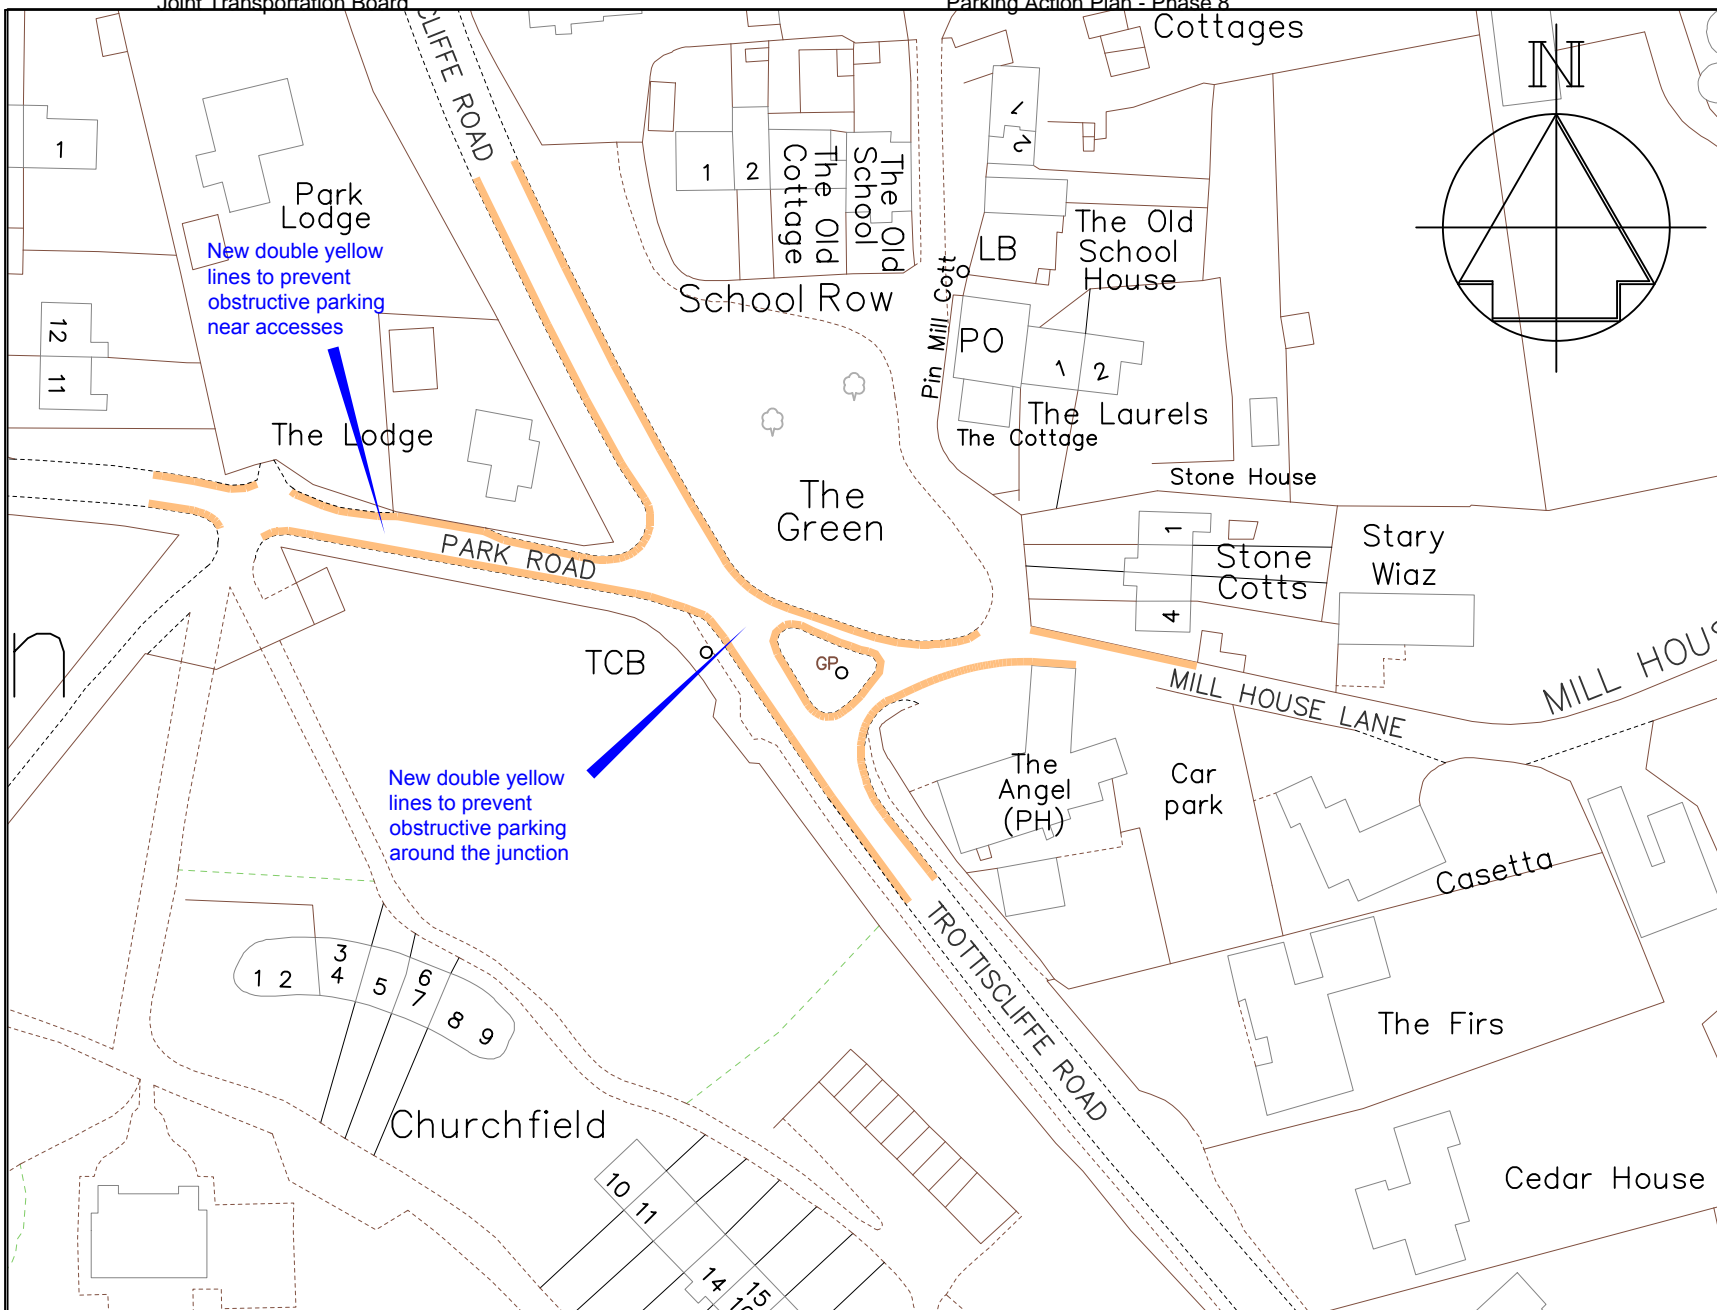 Joint Transportation Board
Parking Action Plan - Phase 8
Cottages
N
CLIFFE ROAD
1
Park
Lodge
New double yellow
lines to prevent
obstructive parking
near accesses
12
11
The Lodge
1
2
The Old
Cottage
The Old
School
School Row
1
2
LB
The Old
School
House
Pin Mill Cott
PO
1
2
The Laurels
The Cottage
Stone House
The
Green
PARK ROAD
1
Stone
Cotts
4
Stary
Wiaz
TCB
GP
MILL HOUSE LANE
MILL HOUS
n
New double yellow
lines to prevent
obstructive parking
around the junction
The
Angel
(PH)
Car
park
Casetta
TROTTISCLIFFE ROAD
1 2
3
4
5
6
7
8
9
The Firs
Churchfield
Cedar House
10
11
14
15